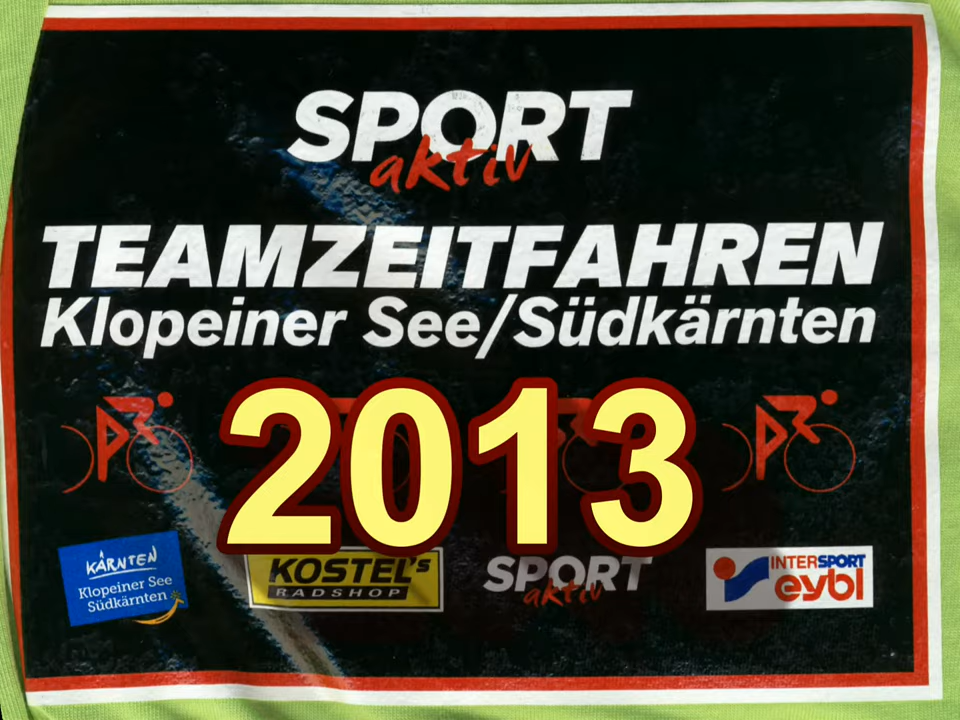 SPORT
aktiv
TEAMZEITFAHREN
Klopeiner See/Südkärnten
2013
KÄRNTEN
Klopeiner See
Südkärnten
KOSTEL's
RADSHOP
SPORT
aktiv
INTERSPORT
eybl